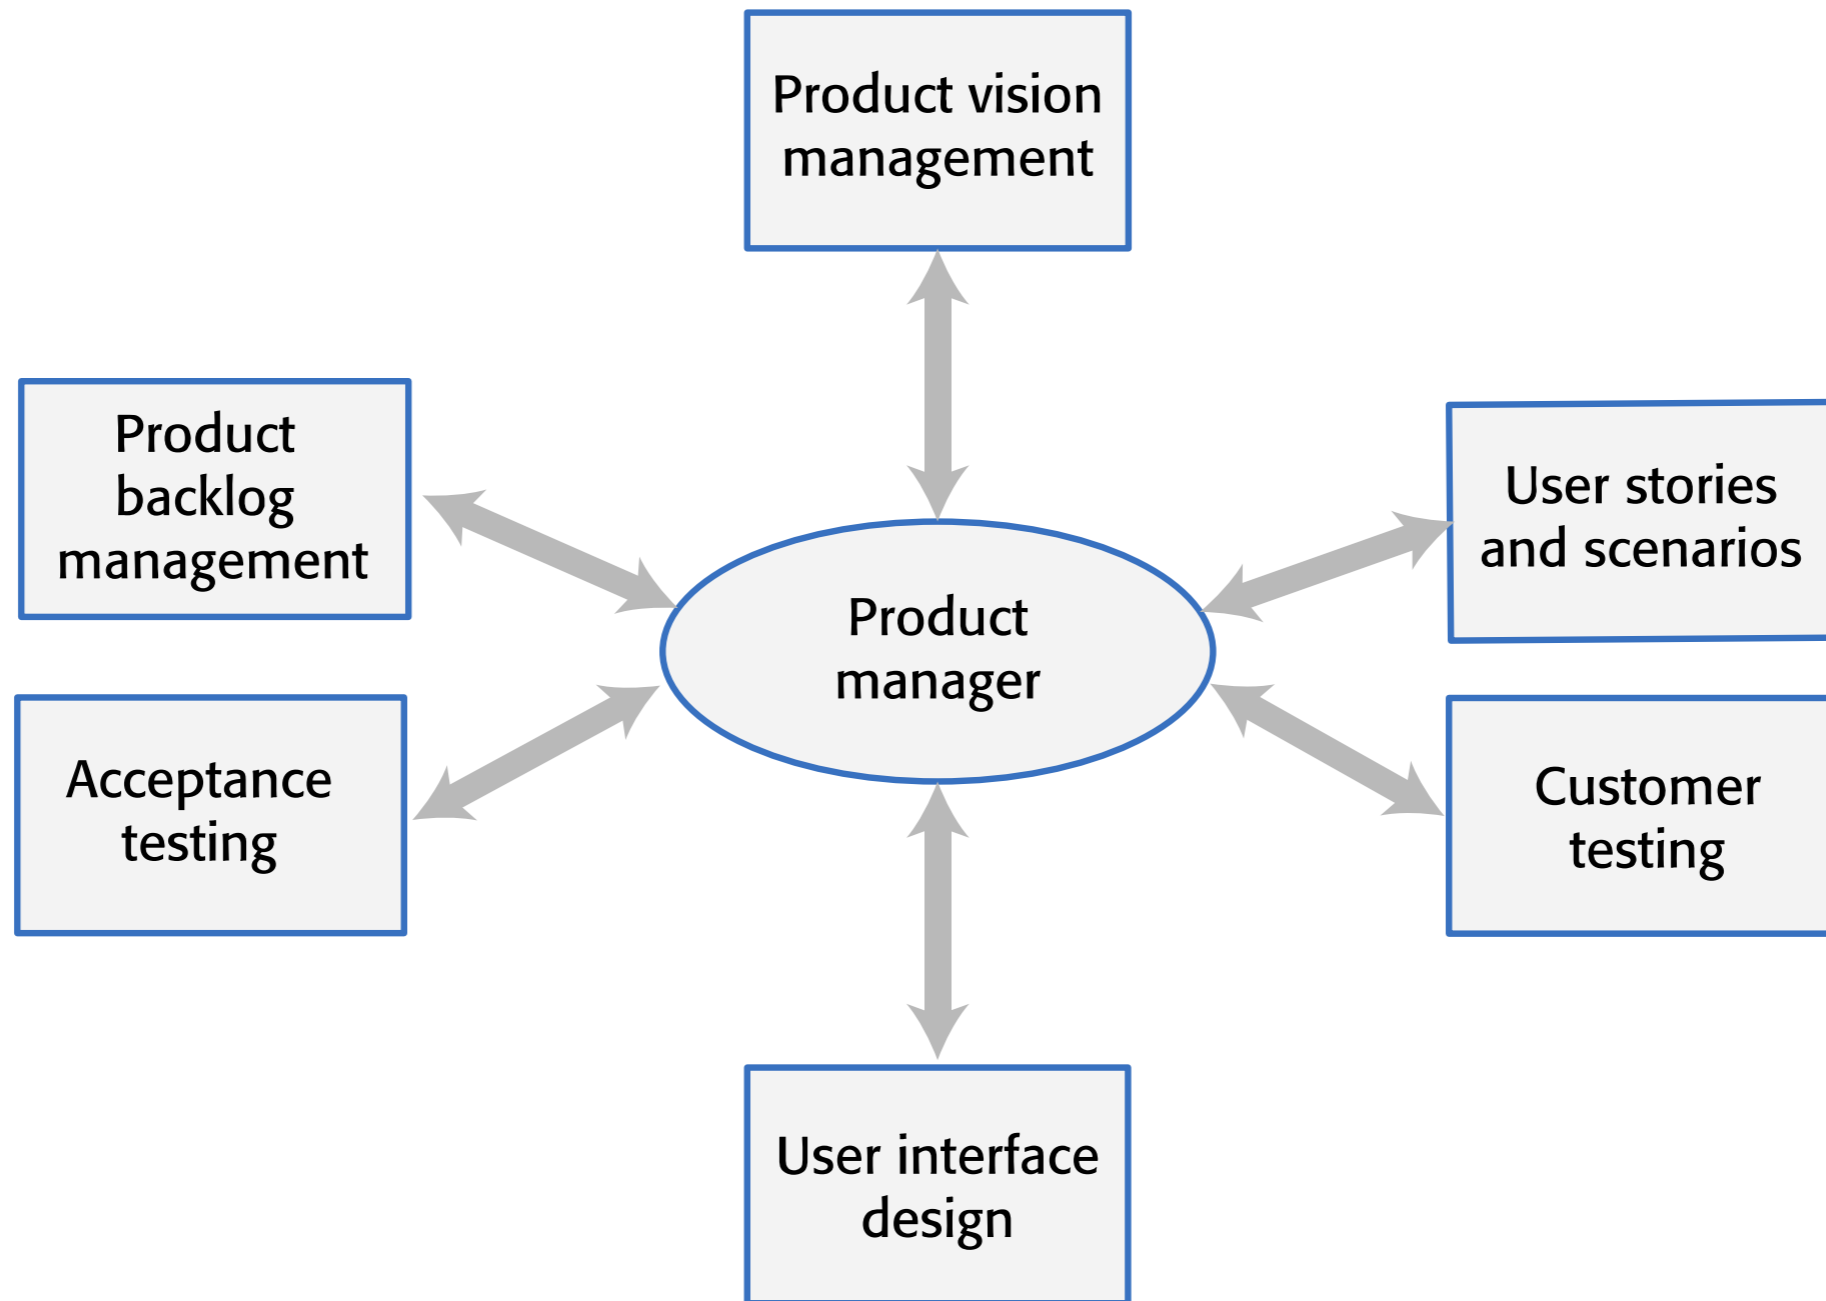 Product vision
management
Product
backlog
management
User stories
and scenarios
Product
manager
Acceptance
testing
Customer
testing
User interface
design